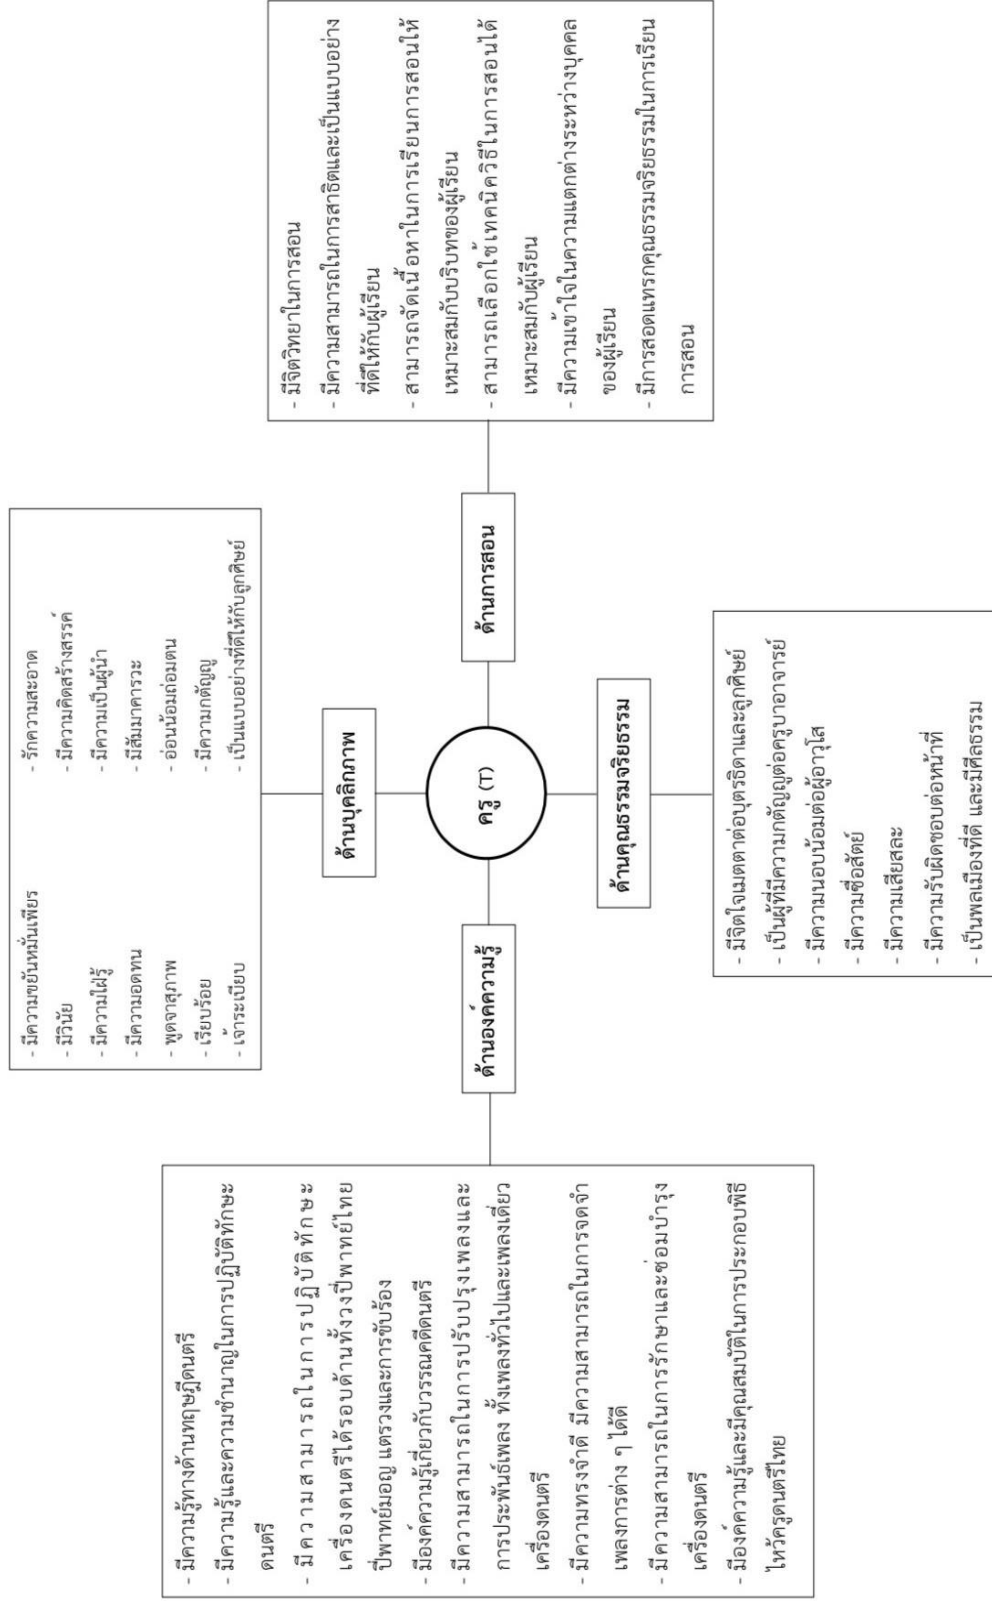 - มีความขยันหมั่นเพียร
- มีวินัย
- มีความใฝ่รู้
- มีความอดทน
- พูดจาสุภาพ
- เรียบร้อย
- เจ้าระเบียบ
- รักความสะอาด
- มีความคิดสร้างสรรค์
- มีความเป็นผู้นำ
- มีสัมมาคารวะ
- อ่อนน้อมถ่อมตน
- มีความกตัญญู
- เป็นแบบอย่างที่ดีให้กับลูกศิษย์
ด้านบุคลิกภาพ
- มีความรู้ทางด้านทฤษฎีดนตรี
- มีความรู้และความชำนาญในการปฏิบัติทักษะ
ดนตรี
- มีความสามารถในการปฏิบัติทักษะ
เครื่องดนตรีได้รอบด้านทั้งวงปี่พาทย์ไทย
ปี่พาทย์มอญ แตรวงและการขับร้อง
- มีองค์ความรู้เกี่ยวกับวรรณคดีดนตรี
- มีความสามารถในการปรับปรุงเพลงและ
การประพันธ์เพลง ทั้งเพลงทั่วไปและเพลงเดี่ยว
เครื่องดนตรี
- มีความทรงจำดี มีความสามารถในการจดจำ
เพลงการต่าง ๆ ได้ดี
- มีความสามารถในการรักษาและซ่อมบำรุง
เครื่องดนตรี
- มีองค์ความรู้และมีคุณสมบัติในการประกอบพิธี
ไหว้ครูดนตรีไทย
ด้านองค์ความรู้
ครู (T)
ด้านการสอน
- มีจิตวิทยาในการสอน
- มีความสามารถในการสาธิตและเป็นแบบอย่าง
ที่ดีให้กับผู้เรียน
- สามารถจัดเนื้อหาในการเรียนการสอนให้
เหมาะสมกับบริบทของผู้เรียน
- สามารถเลือกใช้เทคนิควิธีในการสอนได้
เหมาะสมกับผู้เรียน
- มีความเข้าใจในความแตกต่างระหว่างบุคคล
ของผู้เรียน
- มีการสอดแทรกคุณธรรมจริยธรรมในการเรียน
การสอน
ด้านคุณธรรมจริยธรรม
- มีจิตใจเมตตาต่อบุตรธิดาและลูกศิษย์
- เป็นผู้ที่มีความกตัญญูต่อครูบาอาจารย์
- มีความนอบน้อมต่อผู้อาวุโส
- มีความซื่อสัตย์
- มีความเสียสละ
- มีความรับผิดชอบต่อหน้าที่
- เป็นพลเมืองที่ดี และมีศีลธรรม